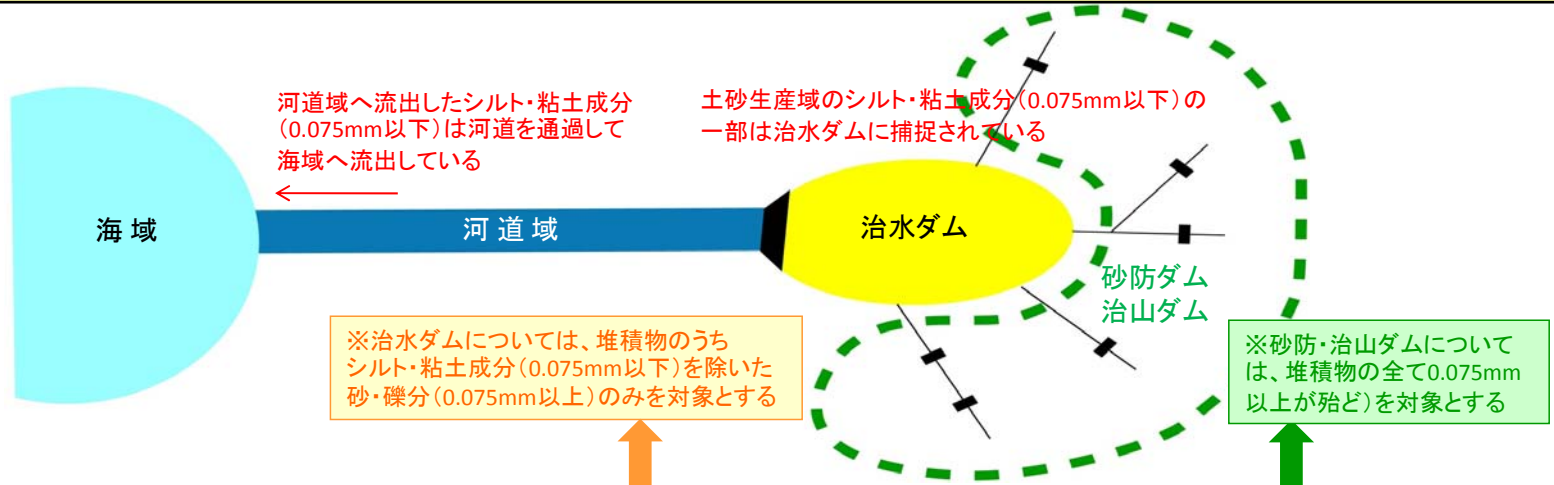 河道域へ流出したシルト・粘土成分
(0.075mm以下)は河道を通過して
海域へ流出している
土砂生産域のシルト・粘土成分(0.075mm以下)の
一部は治水ダムに捕捉されている
海 域
河 道 域
治水ダム
砂防ダム
治山ダム
※治水ダムについては、堆積物のうち
シルト・粘土成分(0.075mm以下)を除いた
砂・礫分(0.075mm以上)のみを対象とする
※砂防・治山ダムについて
は、堆積物の全て0.075mm
以上が殆ど)を対象とする